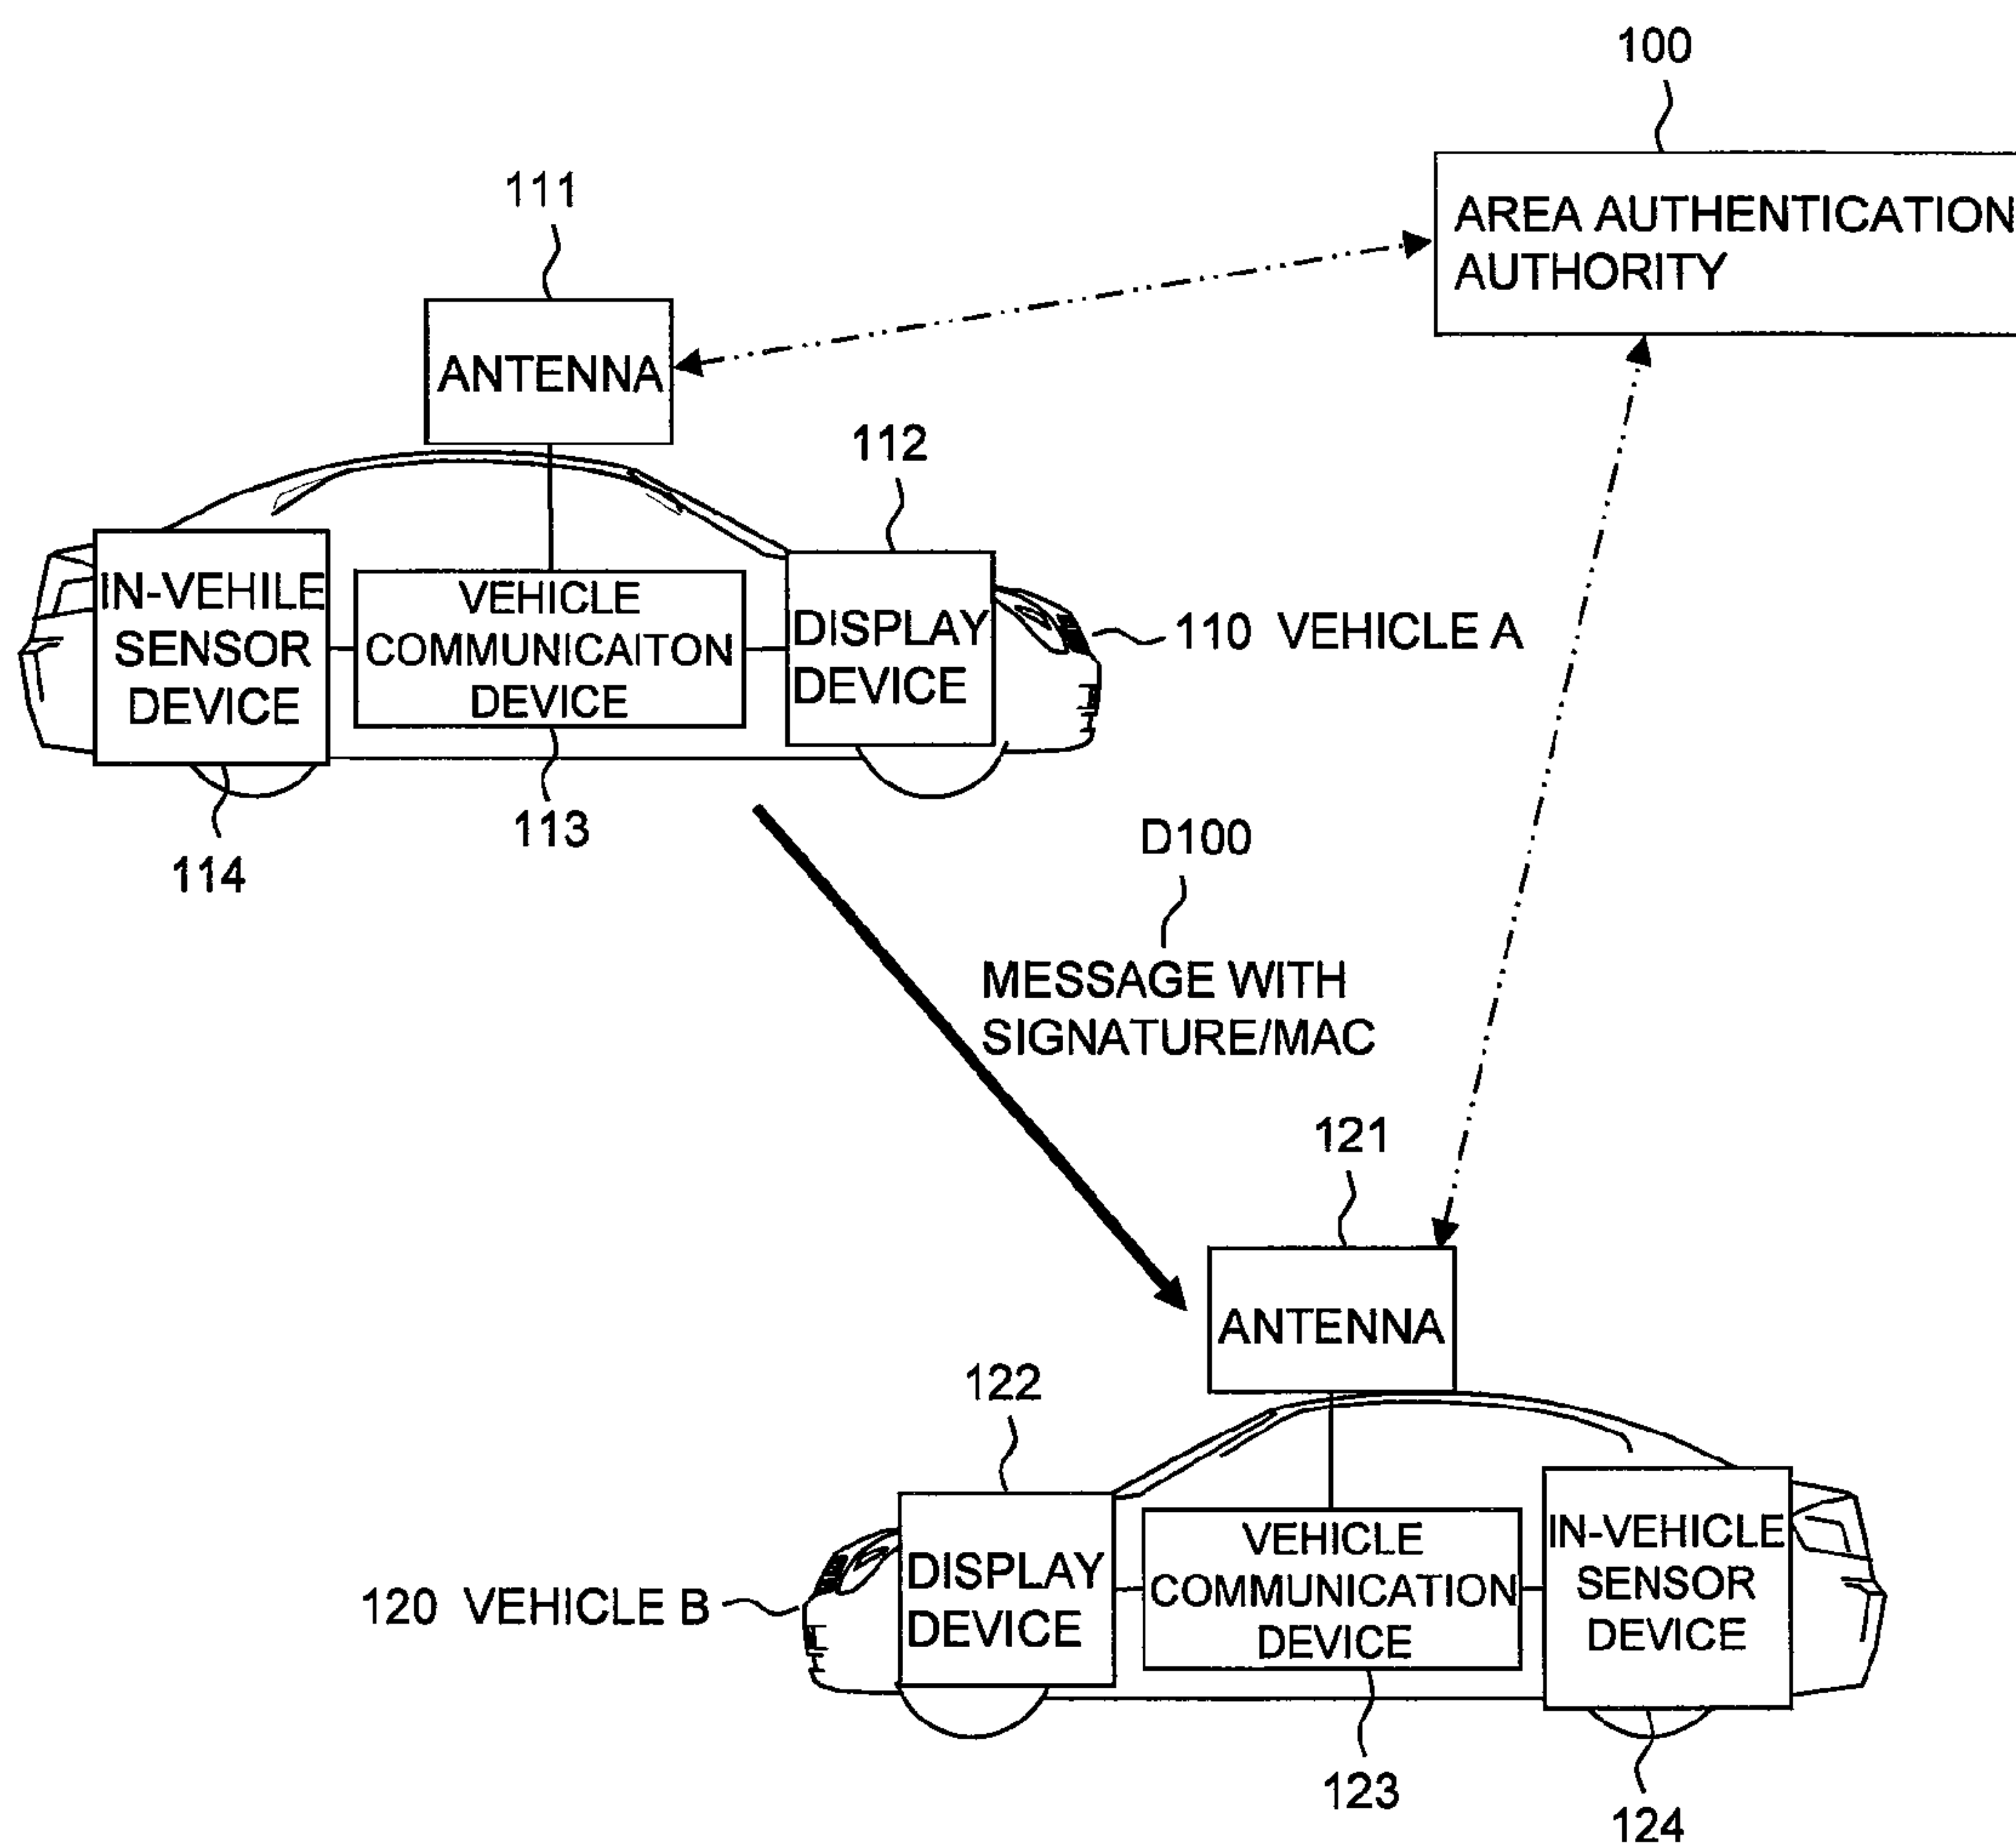 100
AREA AUTHENTICATION
AUTHORITY
111
ANTENNA
112
IN-VEHILE
SENSOR
DEVICE
VEHICLE
COMMUNICAITON
DEVICE
DISPLAY
DEVICE
110 VEHICLE A
113
114
D100
MESSAGE WITH
SIGNATURE/MAC
121
ANTENNA
122
DISPLAY
DEVICE
VEHICLE
COMMUNICATION
DEVICE
IN-VEHICLE
SENSOR
DEVICE
120 VEHICLE B
123
124